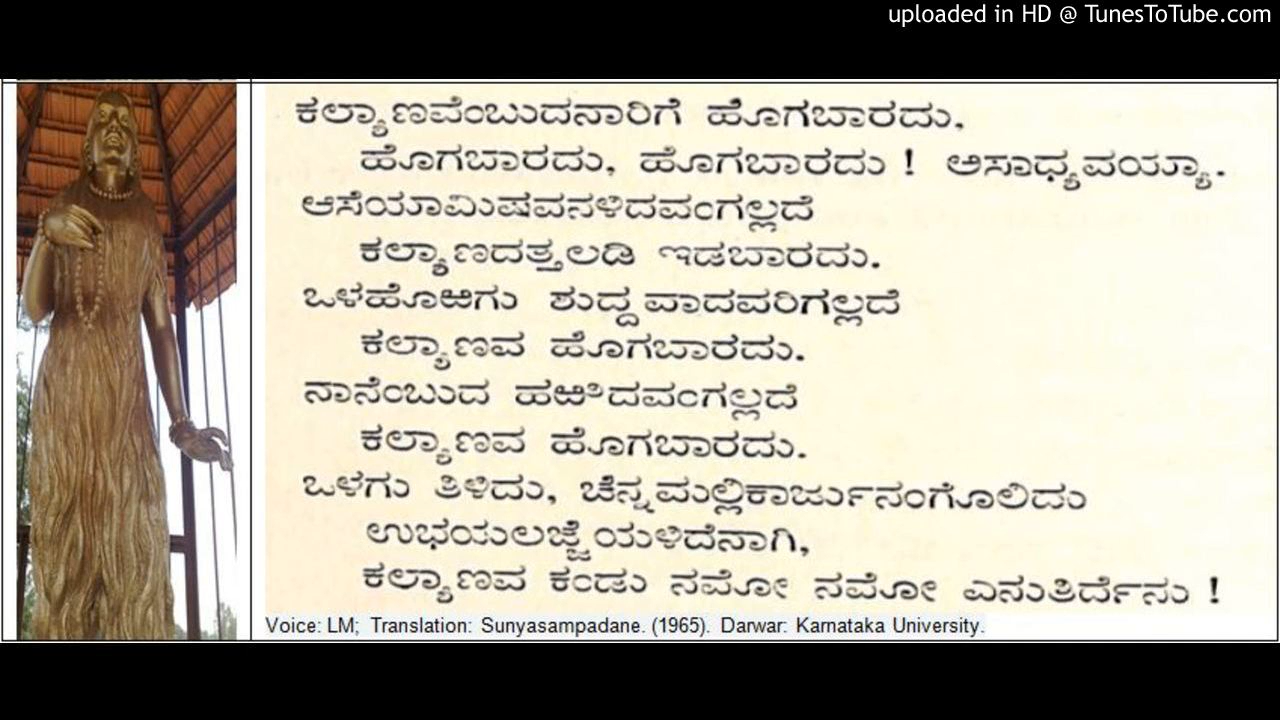 uploaded in HD @ TunesToTube.com
ಕಲ್ಯಾಣವೆಂಬುದನಾರಿಗೆ ಹೊಗಬಾರದು,
ಹೊಗಬಾರದು, ಹೊಗಬಾರದು ! ಅಸಾಧ್ಯವಯ್ಯಾ.
ಆಸೆಯಾಮಿಷವನಳಿದವಂಗಲ್ಲದೆ
ಕಲ್ಯಾಣದತ್ತಲಡಿ ಇಡಬಾರದು.
ಒಳಹೊಱಗು ಶುದ್ದವಾದವರಿಗಲ್ಲದೆ
ಕಲ್ಯಾಣವ ಹೊಗಬಾರದು.
ನಾನೆಂಬುದ ಹಱಿದವಂಗಲ್ಲದೆ
ಕಲ್ಯಾಣವ ಹೊಗಬಾರದು.
ಒಳಗು ತಿಳಿದು, ಚೆನ್ನಮಲ್ಲಿಕಾರ್ಜುನಂಗೊಲಿದು
ಉಭಯಲಜ್ಜೆಯಳಿದೆನಾಗಿ,
ಕಲ್ಯಾಣವ ಕಂಡು ನಮೋ ನಮೋ ಎನುತಿರ್ದೆನು !
Voice: LM; Translation: Sunyasampadane. (1965). Darwar: Karnataka University.